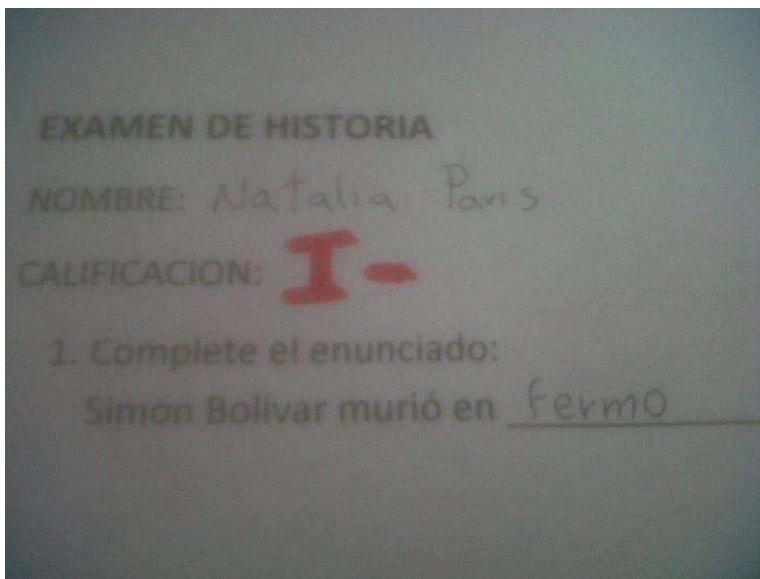 EXAMEN DE HISTORIA
NOMBRE: Natalia Paris
CALIFICACION: I -
1. Complete el enunciado:
Simon Bolivar murió en fermo